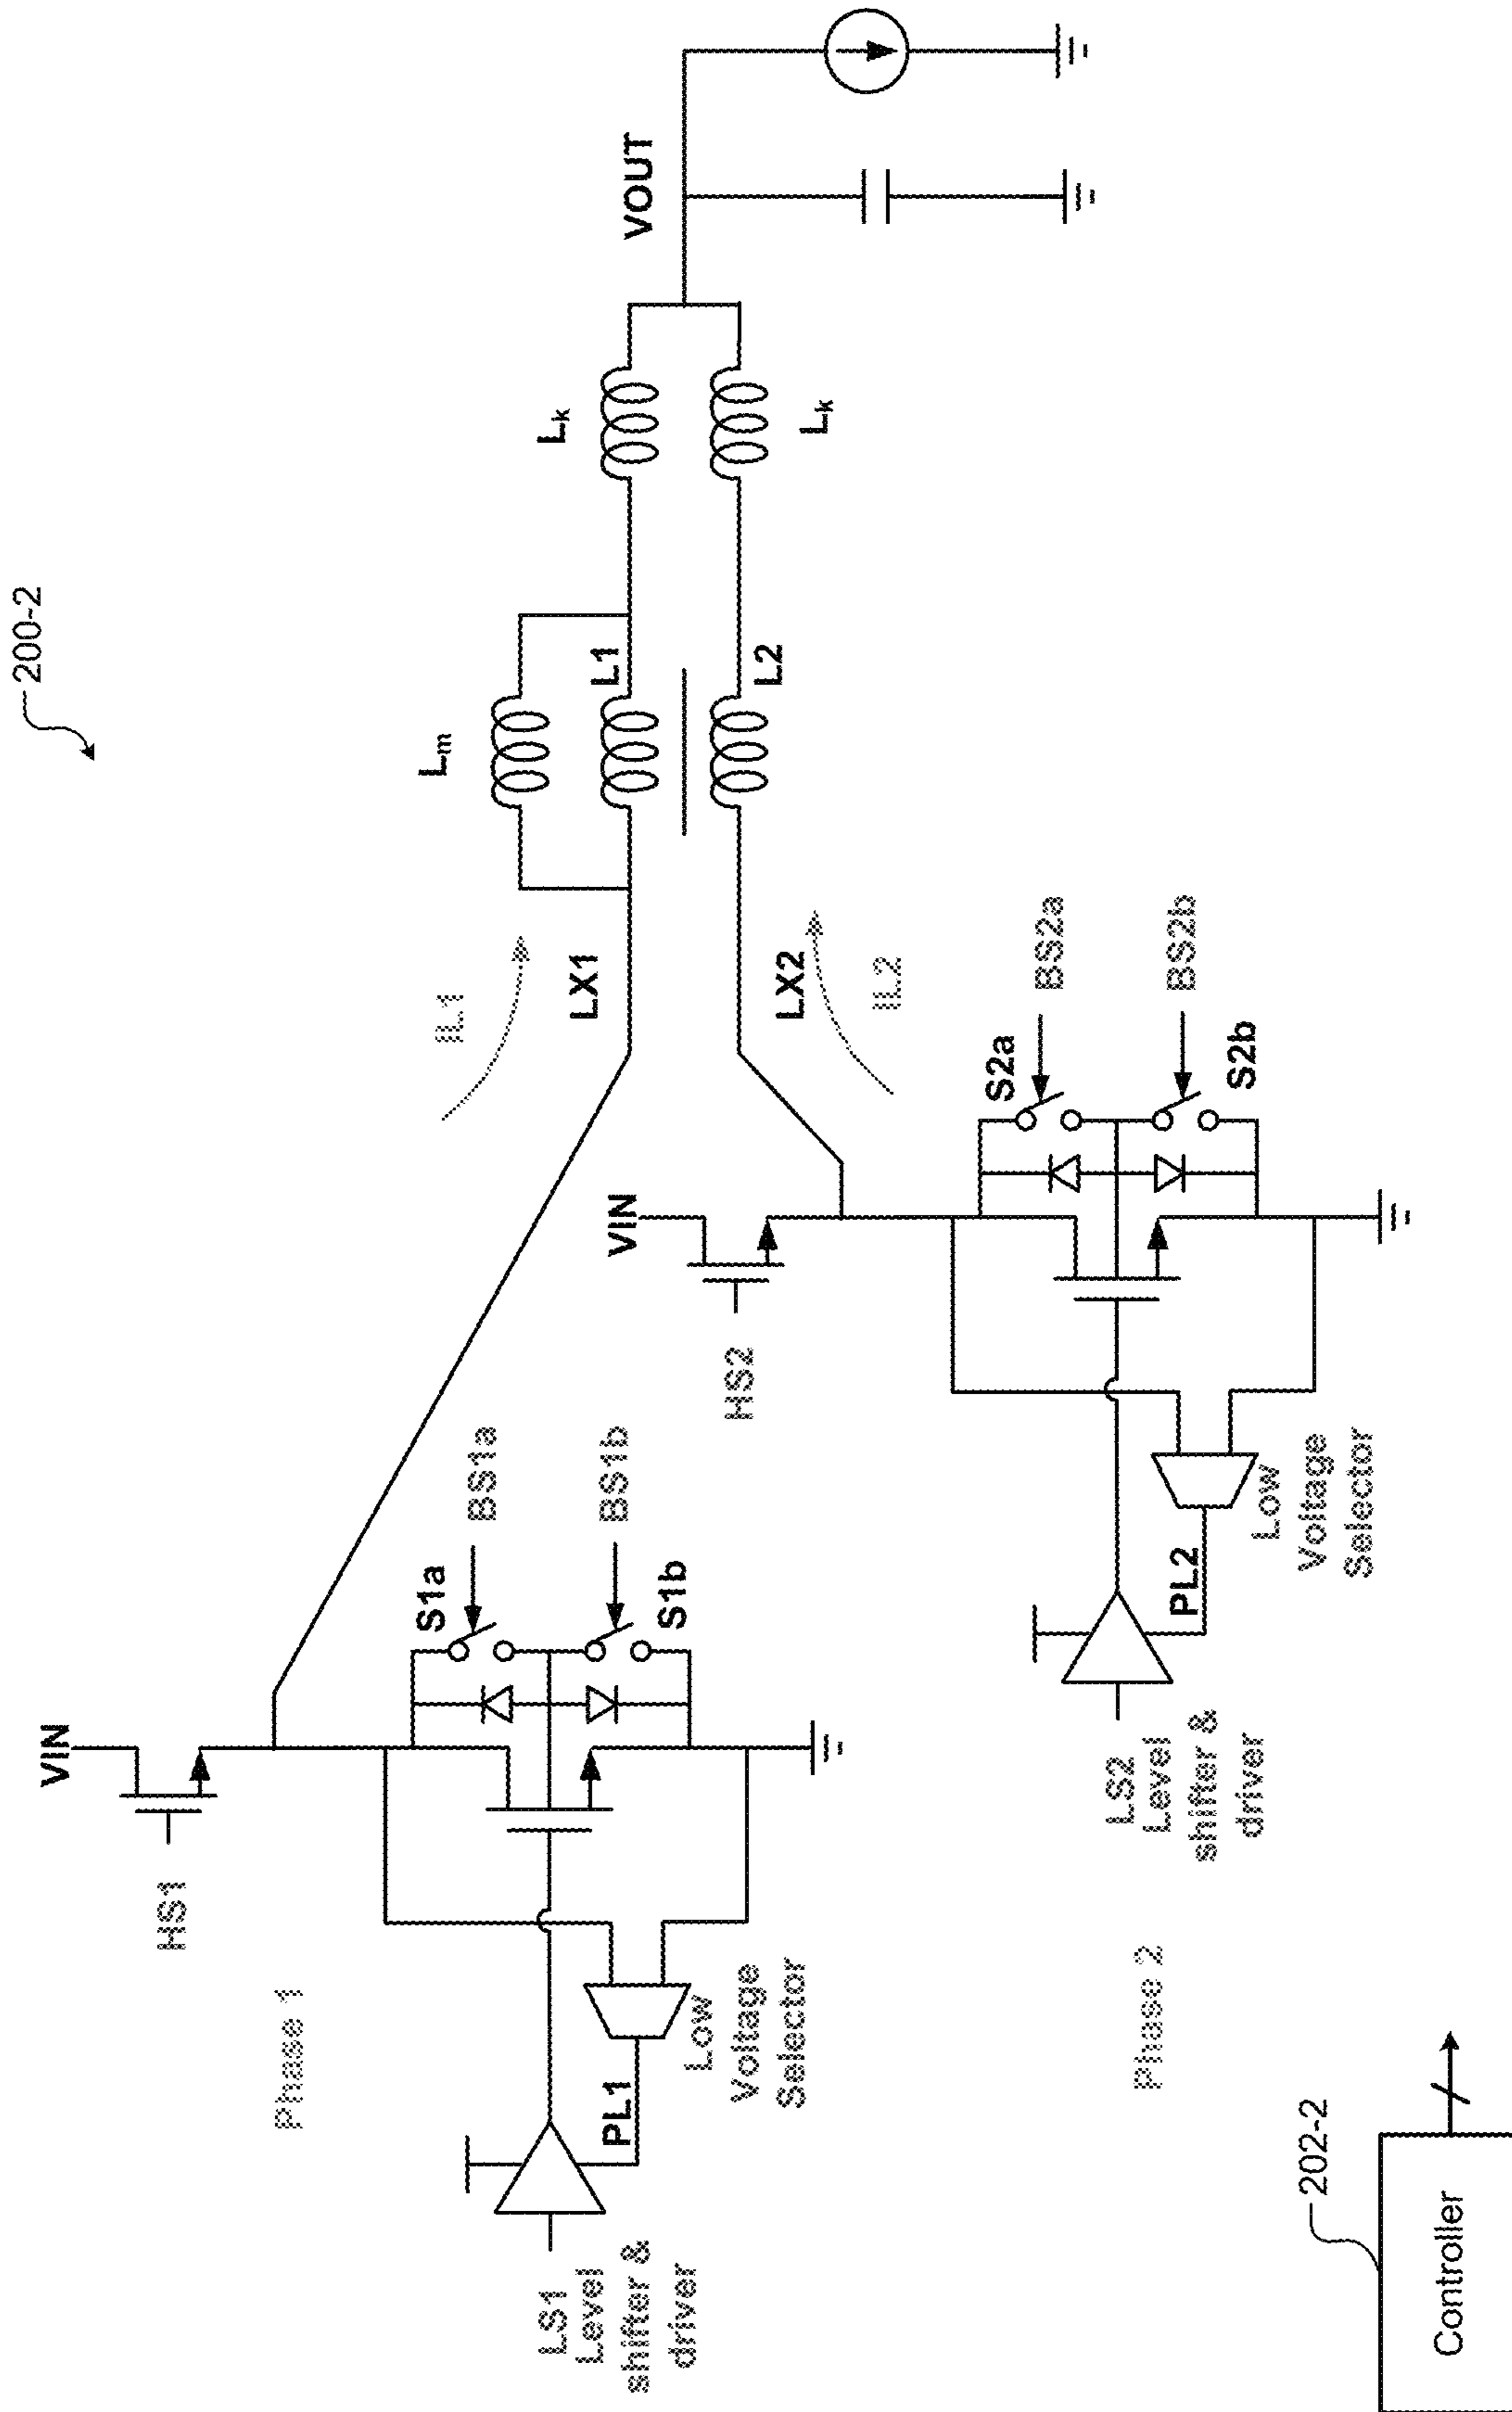 200-2
VIN
HS1
Phase 1
LS1
Level
shifter &
driver
PL1
Low
Voltage
Selector
S1a
BS1a
S1b
BS1b
IL1
LX1
Lm
L1
Lk
VOUT
L2
Lk
LX2
IL2
VIN
HS2
Phase 2
LS2
Level
shifter &
driver
PL2
Low
Voltage
Selector
S2a
BS2a
S2b
BS2b
202-2
Controller